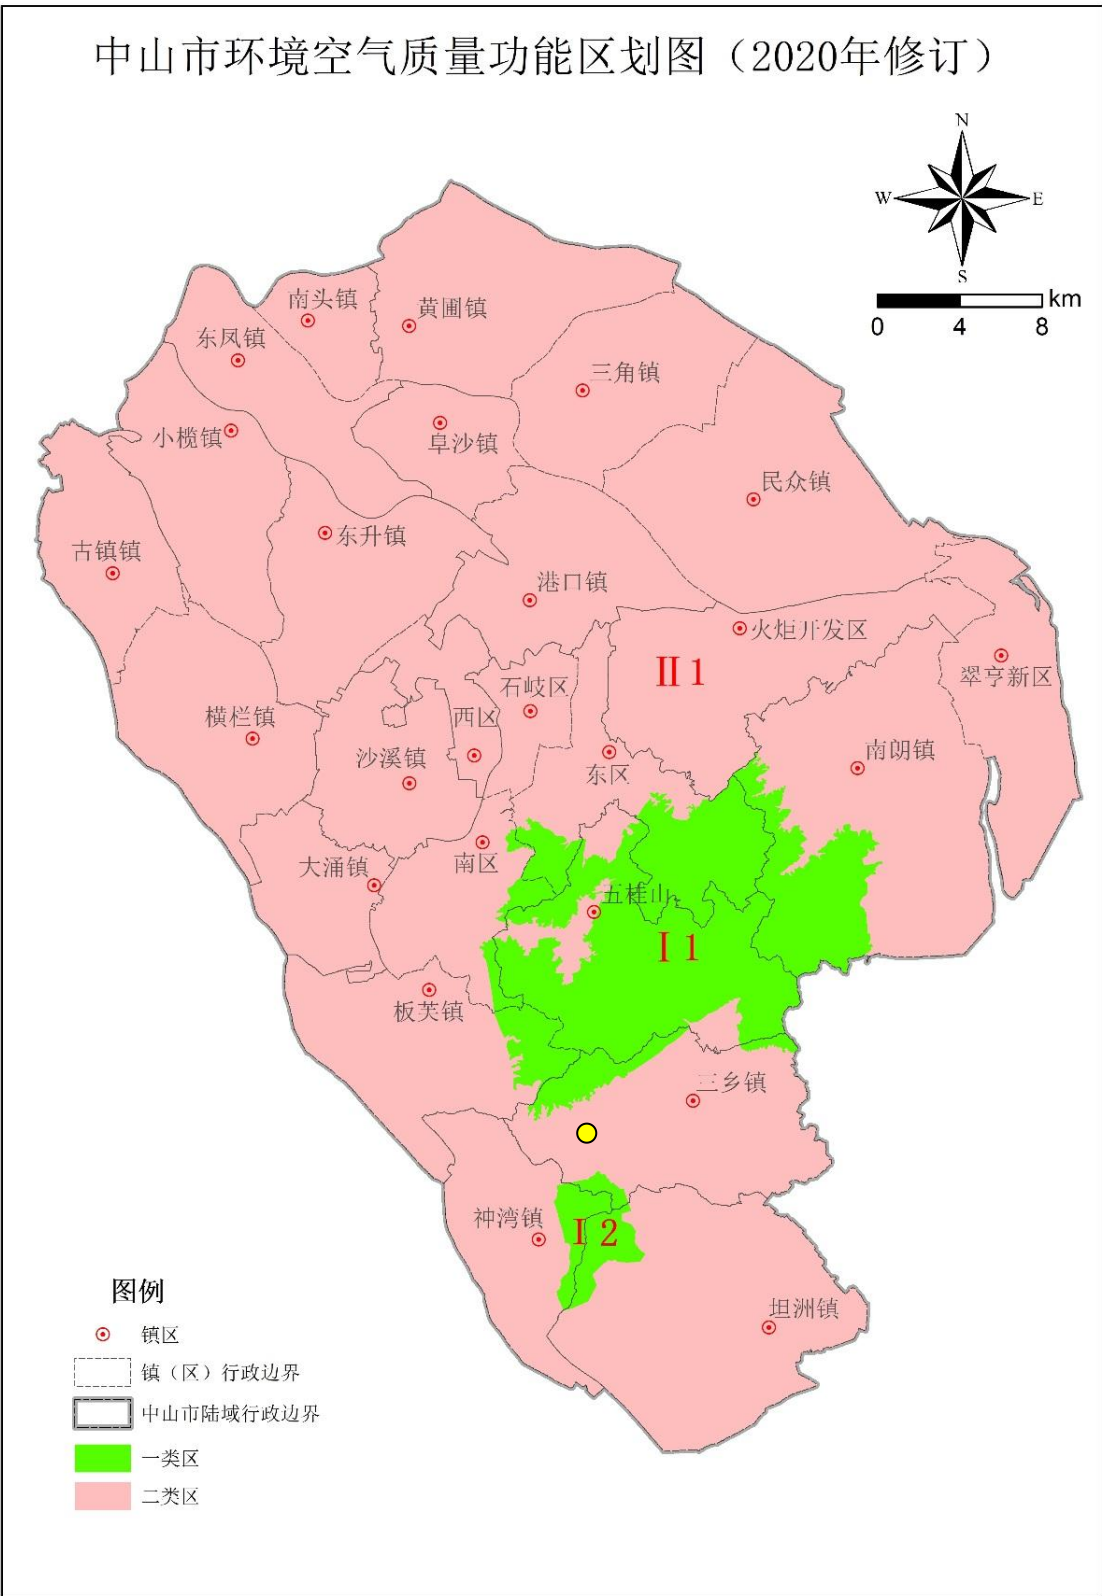 中山市环境空气质量功能区划图（2020年修订）
N
W
E
S
km
0 4 8
南头镇
黄圃镇
东凤镇
三角镇
小榄镇
阜沙镇
民众镇
古镇镇
东升镇
港口镇
火炬开发区
Ⅱ1
翠亨新区
石岐区
横栏镇
西区
沙溪镇
东区
南朗镇
南区
大涌镇
五桂山
Ⅰ1
板芙镇
三乡镇
神湾镇
Ⅰ2
坦洲镇
图例
镇区
镇（区）行政边界
中山市陆域行政边界
一类区
二类区